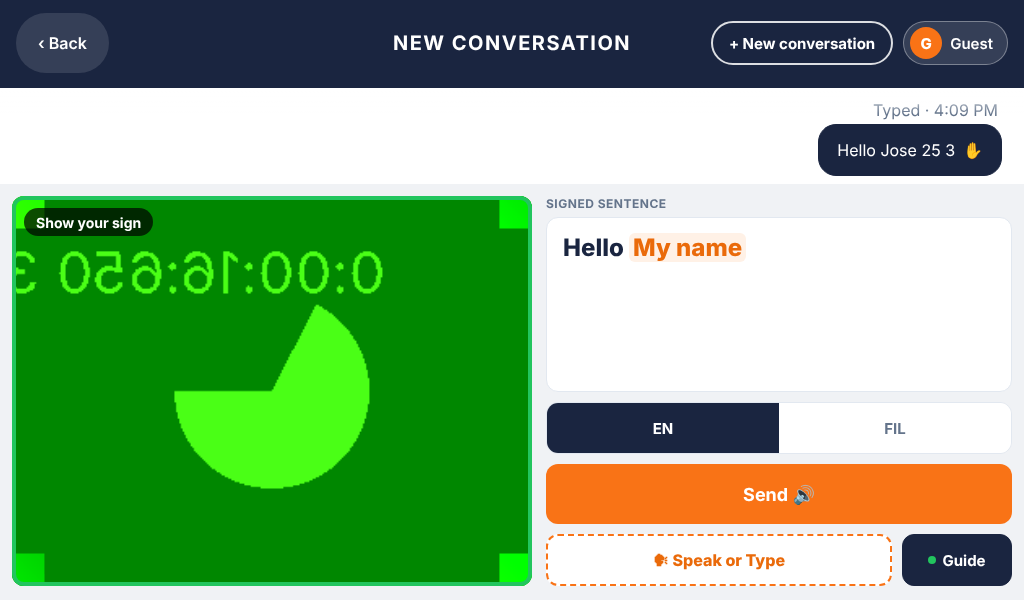 ‹ Back
NEW CONVERSATION
+ New conversation
G
Guest
Typed · 4:09 PM
Hello Jose 25 3 ✋
Show your sign
0:00:16:650 3
SIGNED SENTENCE
Hello My name
EN
FIL
Send 🔊
🗣 Speak or Type
Guide